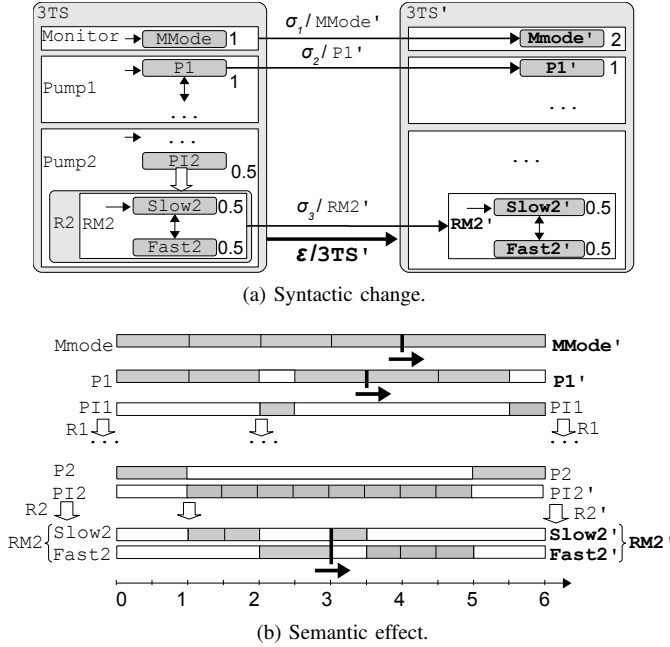 3TS
3TS'
Monitor MMode 1 σ1/MMode' Mmode' 2
σ2/P1'
P1 1 P1' 1
Pump1
...
...
...
...
Pump2
PI2 0.5
Slow2 0.5 σ3/RM2' Slow2' 0.5
R2 RM2 RM2'
Fast2 0.5 ε/3TS' Fast2' 0.5
(a) Syntactic change.
Mmode MMode'
P1 P1'
PI1 PI1
R1 R1
... ... ...
P2 P2
PI2 PI2'
R2 R2'
Slow2 Slow2'
RM2 RM2'
Fast2 Fast2'
0 1 2 3 4 5 6
(b) Semantic effect.